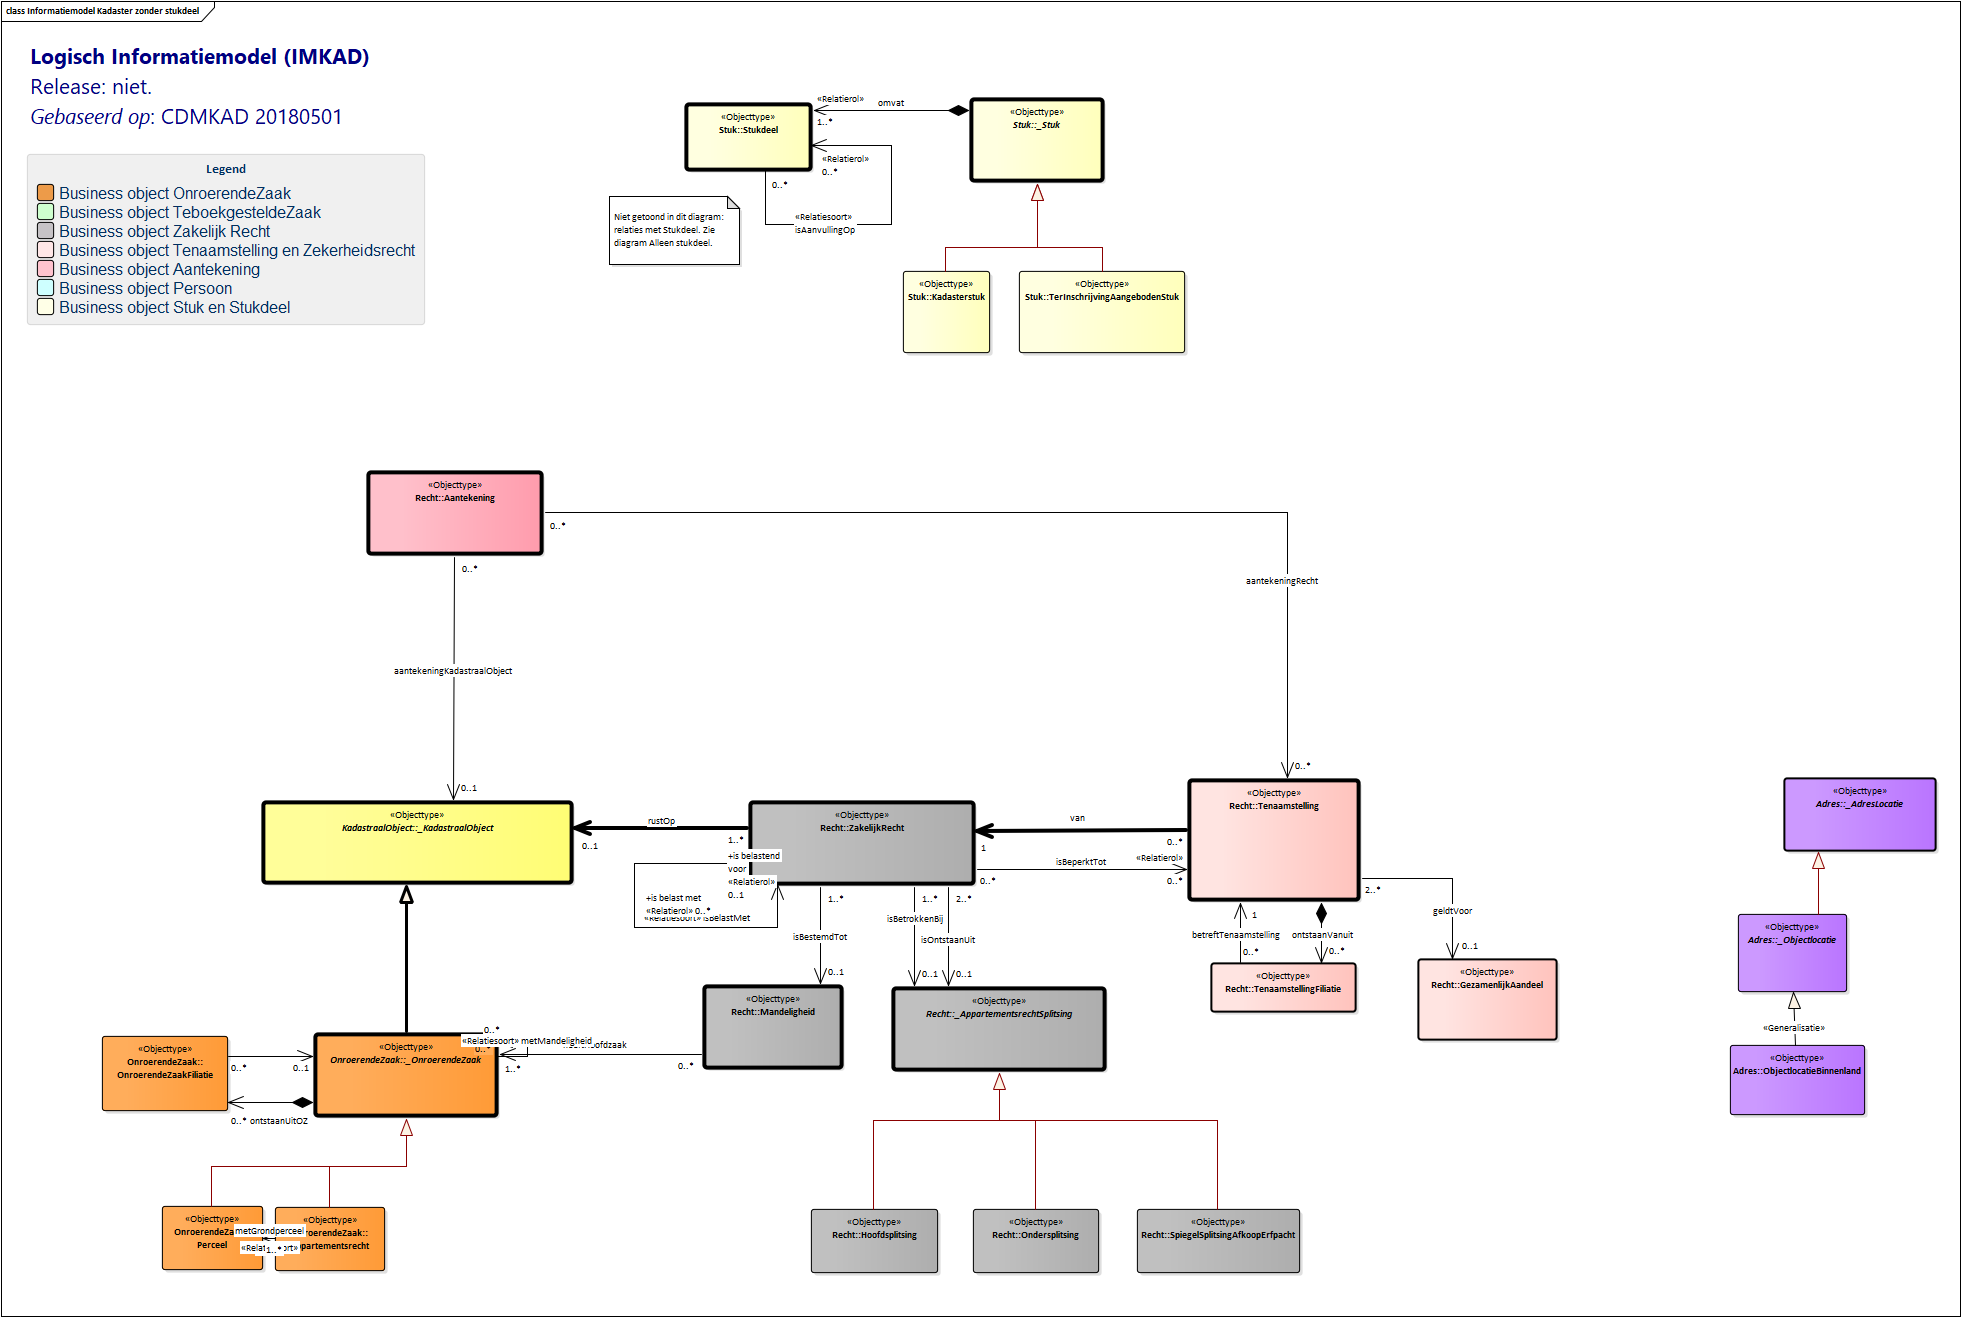 class Informatiemodel Kadaster zonder stukdeel
Logisch Informatiemodel (IMKAD)
Release: niet.
Gebaseerd op: CDMKAD 20180501
Legend
Business object OnroerendeZaak
Business object TeboekgesteldeZaak
Business object Zakelijk Recht
Business object Tenaamstelling en Zekerheidsrecht
Business object Aantekening
Business object Persoon
Business object Stuk en Stukdeel
«Objecttype»
Stuk::Stukdeel
«Relatierol»
omvat
1..*
«Objecttype»
Stuk::_Stuk
«Relatierol»
0..*
0..*
«Relatiesoort»
isAanvullingOp
Niet getoond in dit diagram:
relaties met Stukdeel. Zie
diagram Alleen stukdeel.
«Objecttype»
Stuk::Kadasterstuk
«Objecttype»
Stuk::TerInschrijvingAangebodenStuk
«Objecttype»
Recht::Aantekening
0..*
0..*
aantekeningRecht
aantekeningKadastraalObject
0..1
0..*
«Objecttype»
KadastraalObject::_KadastraalObject
rustOp
0..1
1..*
«Objecttype»
Recht::ZakelijkRecht
+is belastend
voor
«Relatierol»
0..1
+is belast met
«Relatierol» 0..*
«Relatiesoort» isBelastMet
van
1
0..*
isBeperktTot
«Relatierol»
0..*
0..*
«Objecttype»
Recht::Tenaamstelling
2..*
geldtVoor
0..1
1
betreftTenaamstelling
0..*
ontstaanVanuit
0..*
«Objecttype»
Recht::TenaamstellingFiliatie
«Objecttype»
Recht::GezamenlijkAandeel
1..*
isBestemdTot
0..1
1..*
isBetrokkenBij
0..1
2..*
isOntstaanUit
0..1
«Objecttype»
Recht::Mandeligheid
«Objecttype»
Recht::_AppartementsrechtSplitsing
«Objecttype»
Adres::_AdresLocatie
«Objecttype»
Adres::_Objectlocatie
«Generalisatie»
«Objecttype»
Adres::ObjectlocatieBinnenland
«Objecttype»
OnroerendeZaak::
OnroerendeZaakFiliatie
0..*
0..1
0..* ontstaanUitOZ
«Objecttype»
OnroerendeZaak::_OnroerendeZaak
0..*
«Relatiesoort» metMandeligheid
0..*
1..*
0..*
«Objecttype»
Perceel
«Objecttype»
metGrondperceel
1..*
«Objecttype»
Recht::Hoofdsplitsing
«Objecttype»
Recht::Ondersplitsing
«Objecttype»
Recht::SpiegelSplitsingAfkoopErfpacht